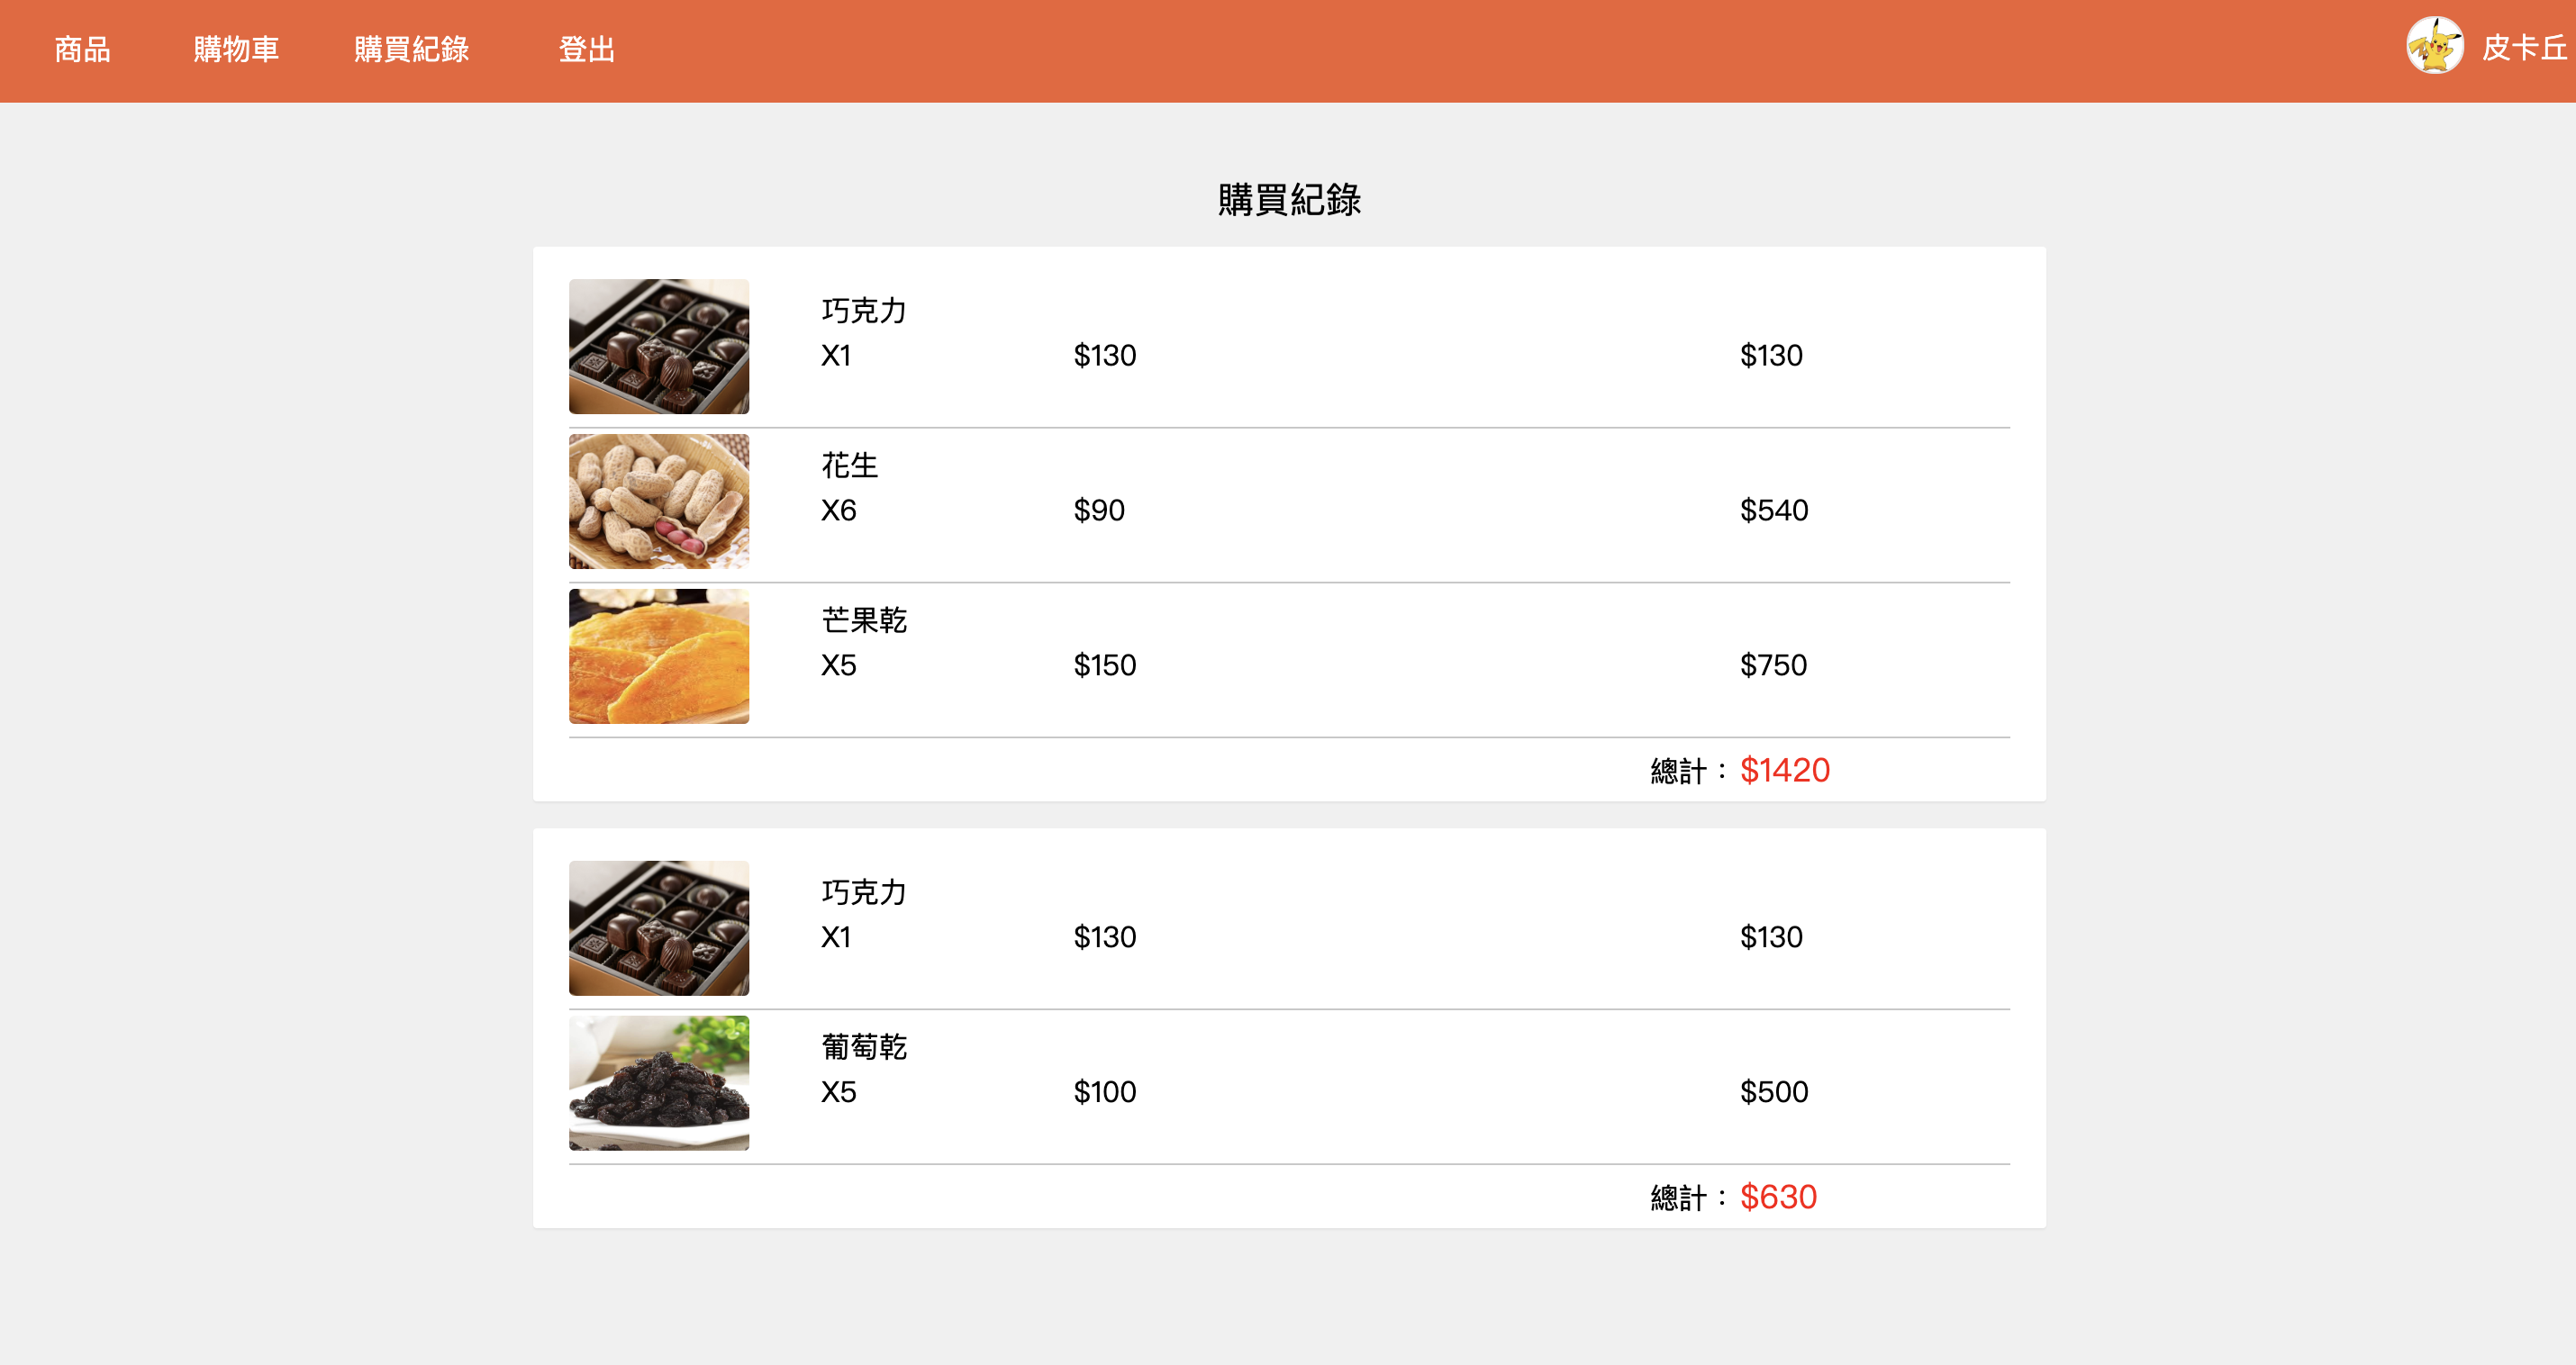 商品 購物車 購買紀錄 登出 皮卡丘
購買紀錄
巧克力
X1 $130 $130
花生
X6 $90 $540
芒果乾
X5 $150 $750
總計： $1420
巧克力
X1 $130 $130
葡萄乾
X5 $100 $500
總計： $630